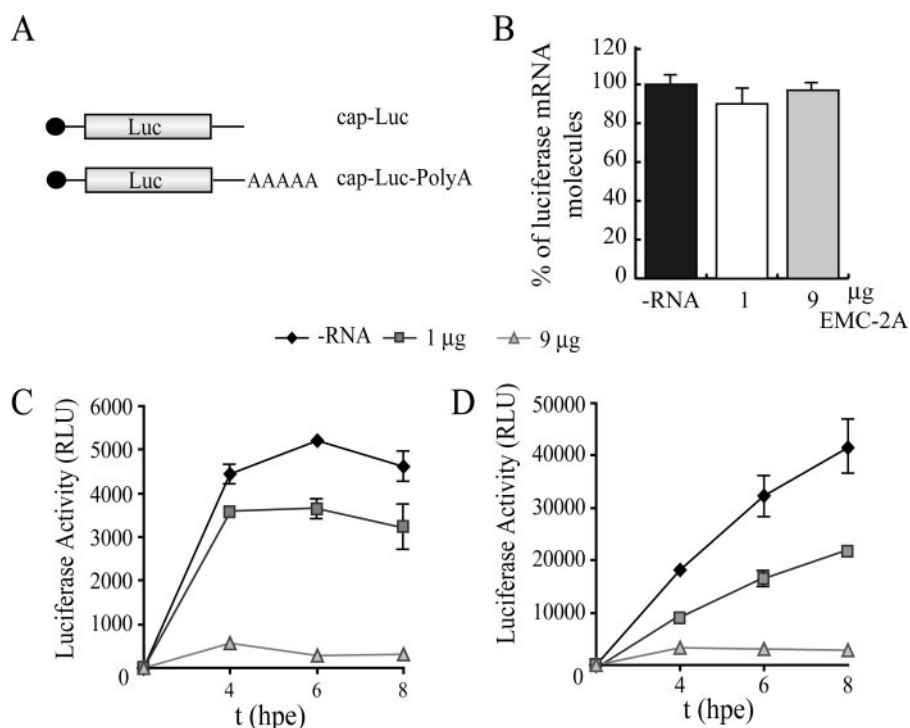 A
Luc
cap-Luc
Luc
AAAAA
cap-Luc-PolyA
B
% of luciferase mRNA
molecules
120
100
80
60
40
20
0
-RNA
1
9
µg
EMC-2A
-RNA
1 µg
9 µg
C
Luciferase Activity (RLU)
6000
5000
4000
3000
2000
1000
0
4
6
8
t (hpe)
D
Luciferase Activity (RLU)
50000
40000
30000
20000
10000
0
4
6
8
t (hpe)